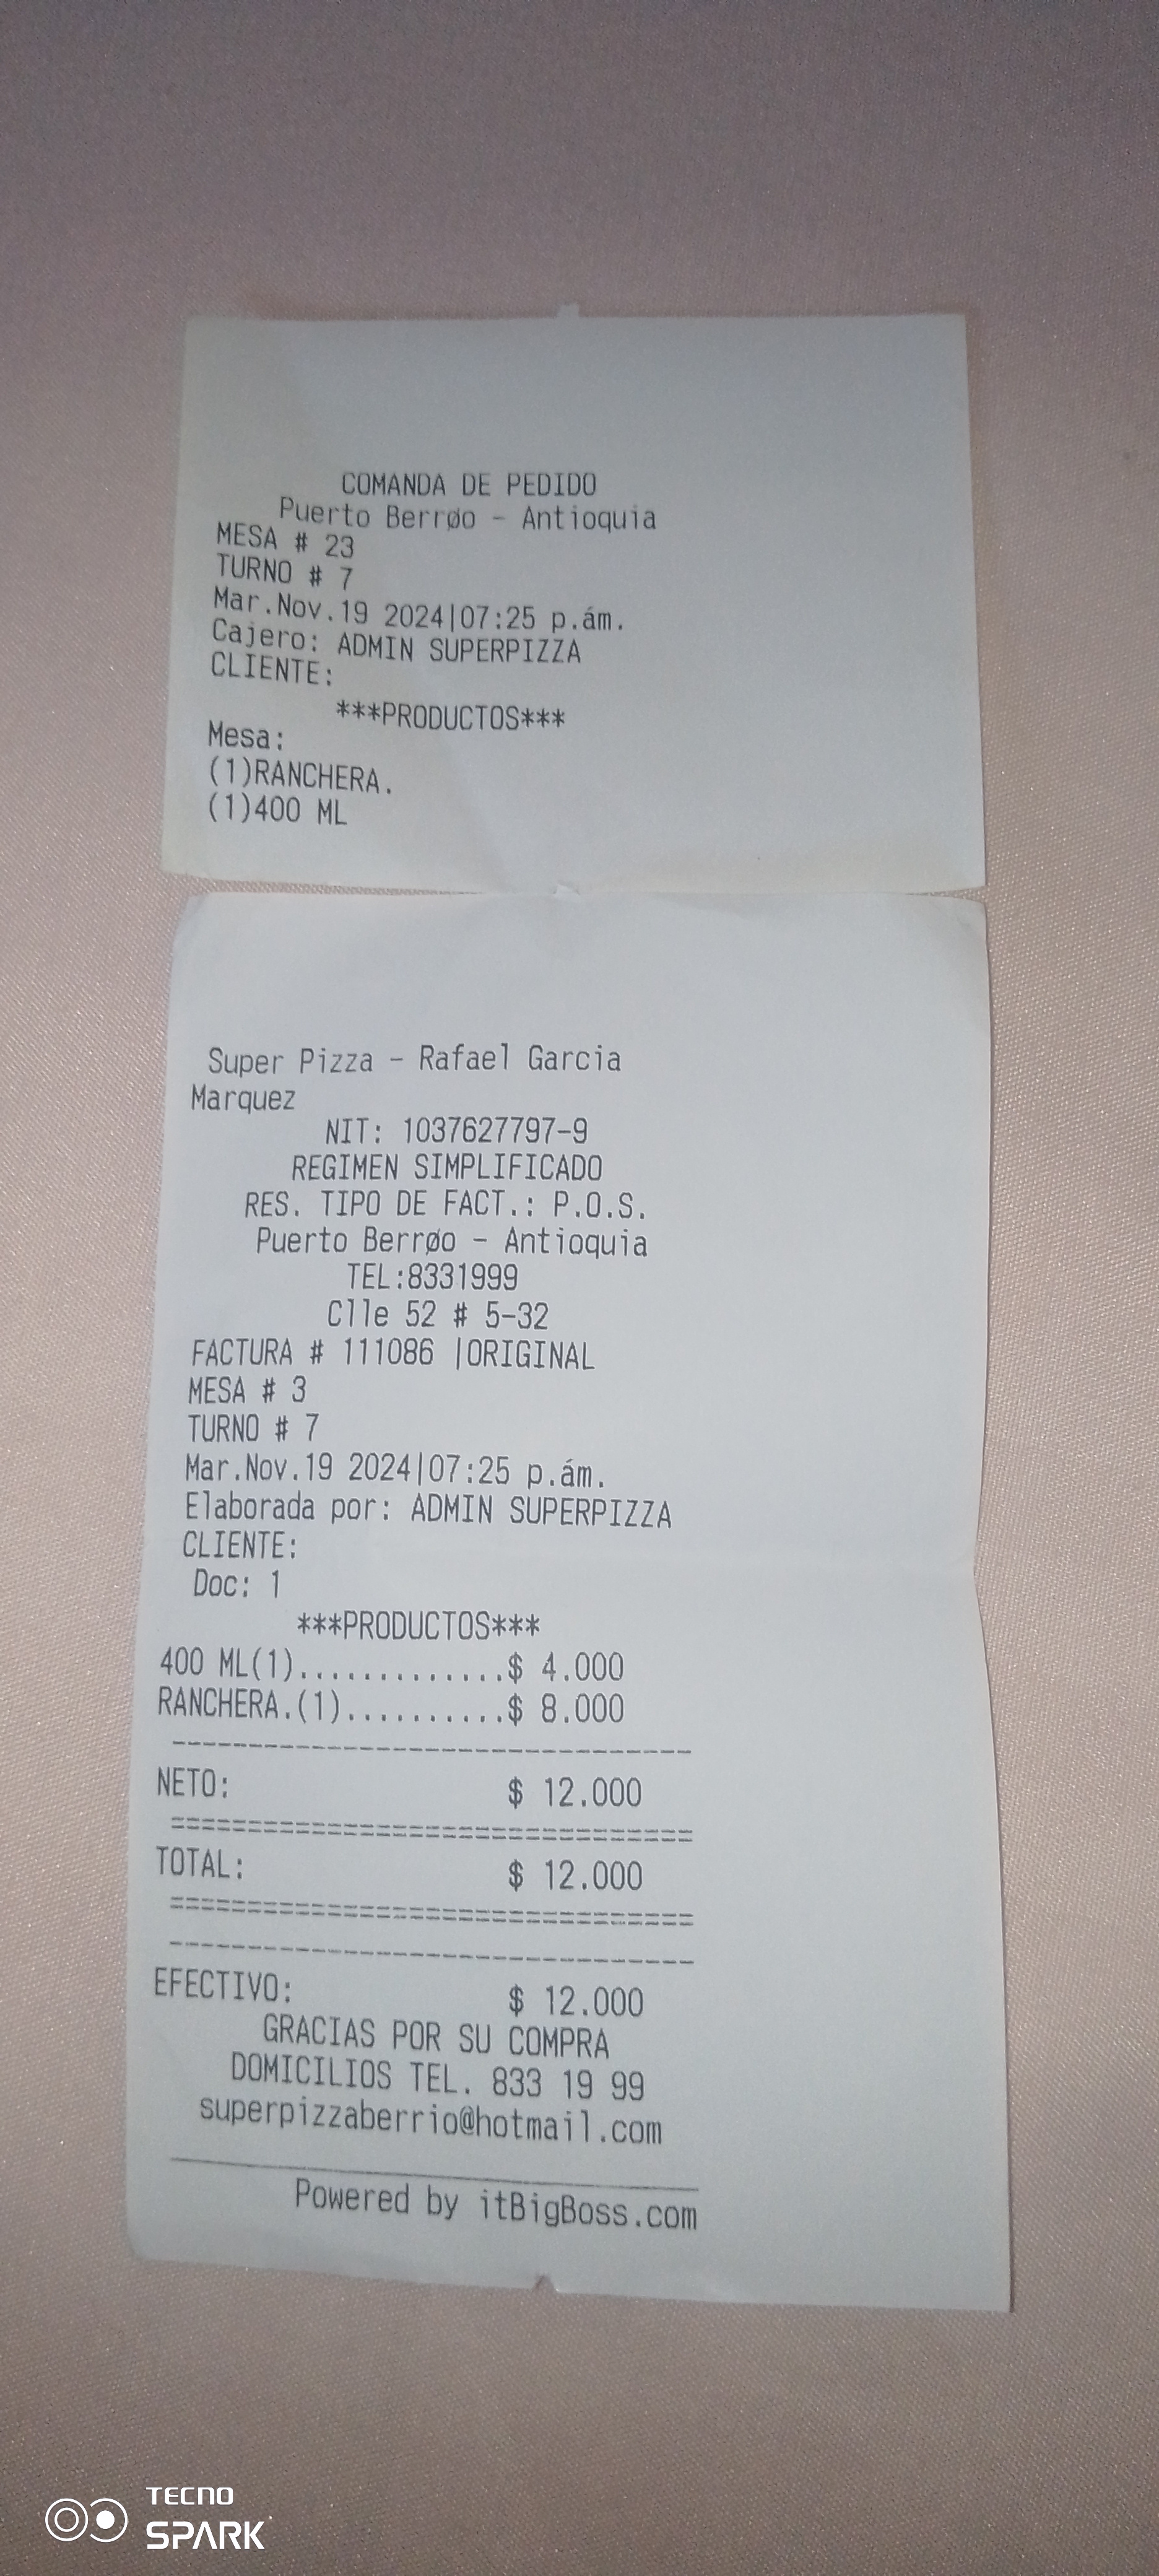 COMANDA DE PEDIDO
Puerto Berrøo - Antioquia
MESA # 23
TURNO # 7
Mar.Nov.19 2024|07:25 p.ám.
Cajero: ADMIN SUPERPIZZA
CLIENTE:
***PRODUCTOS***
Mesa:
(1)RANCHERA.
(1)400 ML
Super Pizza - Rafael Garcia
Marquez
NIT: 1037627797-9
REGIMEN SIMPLIFICADO
RES. TIPO DE FACT.: P.O.S.
Puerto Berrøo - Antioquia
TEL:8331999
Clle 52 # 5-32
FACTURA # 111086 |ORIGINAL
MESA # 3
TURNO # 7
Mar.Nov.19 2024|07:25 p.ám.
Elaborada por: ADMIN SUPERPIZZA
CLIENTE:
Doc: 1
***PRODUCTOS***
400 ML(1).............$ 4.000
RANCHERA.(1)..........$ 8.000
NETO: $ 12.000
TOTAL: $ 12.000
EFECTIVO: $ 12.000
GRACIAS POR SU COMPRA
DOMICILIOS TEL. 833 19 99
superpizzaberrio@hotmail.com
Powered by itBigBoss.com
TECNO
SPARK